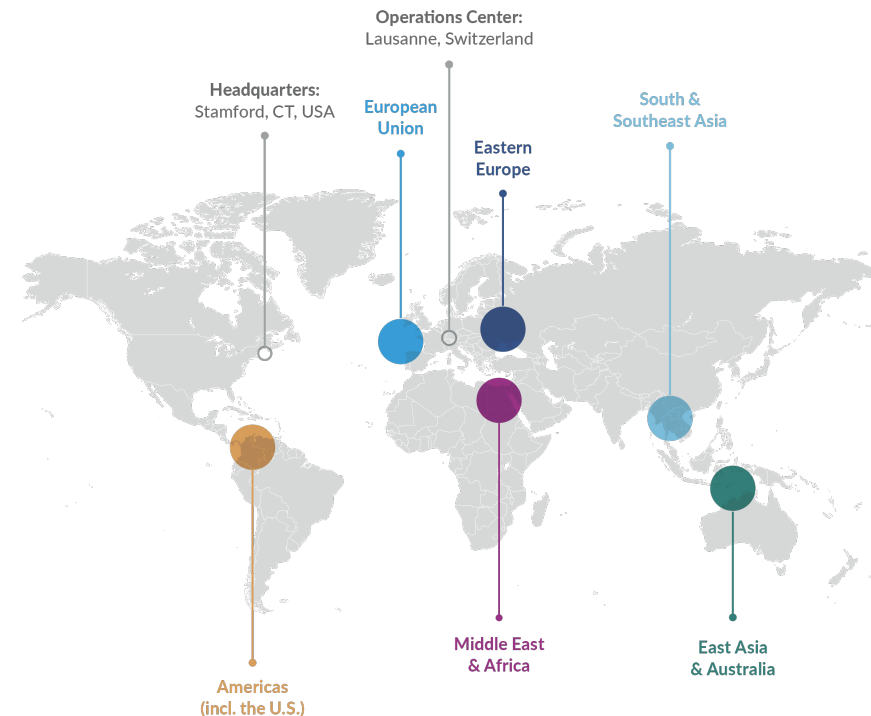 Operations Center:
Lausanne, Switzerland
Headquarters:
Stamford, CT, USA
European
Union
South &
Southeast Asia
Eastern
Europe
Middle East
& Africa
East Asia
& Australia
Americas
(incl. the U.S.)